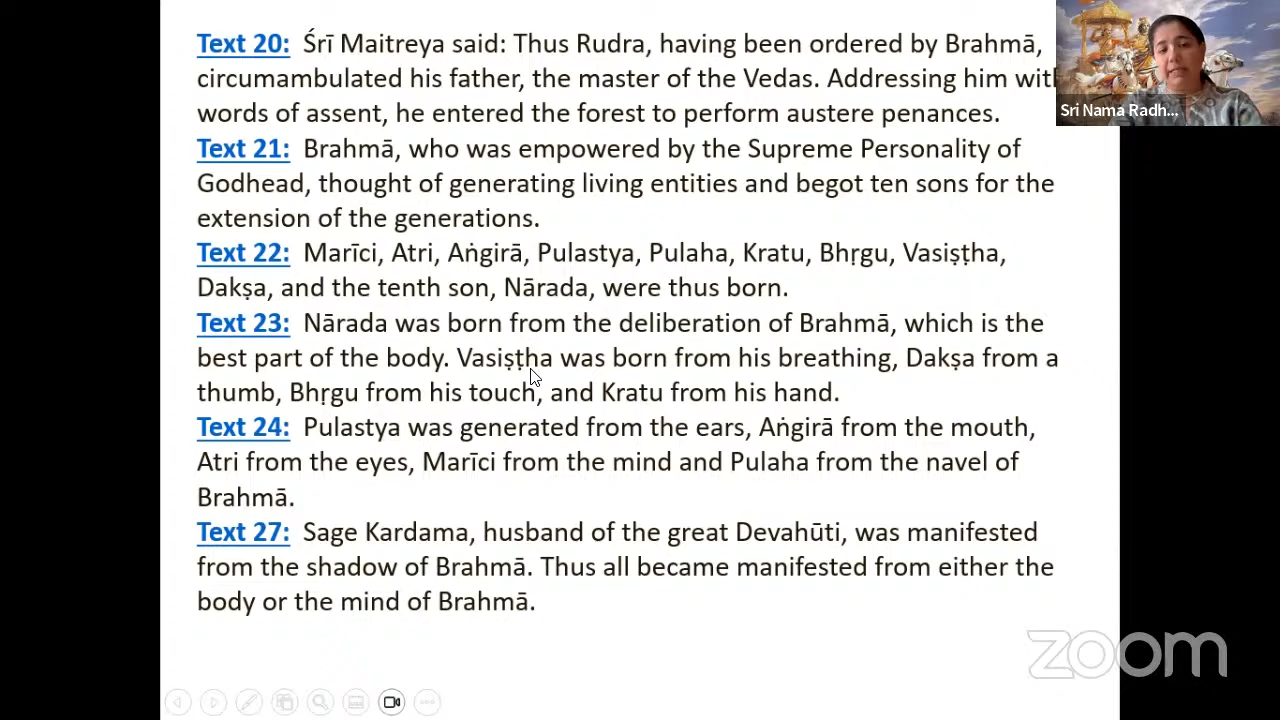 Text 20: Śrī Maitreya said: Thus Rudra, having been ordered by Brahmā,
circumambulated his father, the master of the Vedas. Addressing him with
words of assent, he entered the forest to perform austere penances.
Text 21: Brahmā, who was empowered by the Supreme Personality of
Godhead, thought of generating living entities and begot ten sons for the
extension of the generations.
Text 22: Marīci, Atri, Aṅgirā, Pulastya, Pulaha, Kratu, Bhṛgu, Vasiṣṭha,
Dakṣa, and the tenth son, Nārada, were thus born.
Text 23: Nārada was born from the deliberation of Brahmā, which is the
best part of the body. Vasiṣṭha was born from his breathing, Dakṣa from a
thumb, Bhṛgu from his touch, and Kratu from his hand.
Text 24: Pulastya was generated from the ears, Aṅgirā from the mouth,
Atri from the eyes, Marīci from the mind and Pulaha from the navel of
Brahmā.
Text 27: Sage Kardama, husband of the great Devahūti, was manifested
from the shadow of Brahmā. Thus all became manifested from either the
body or the mind of Brahmā.
Sri Nama Radh...
zoom